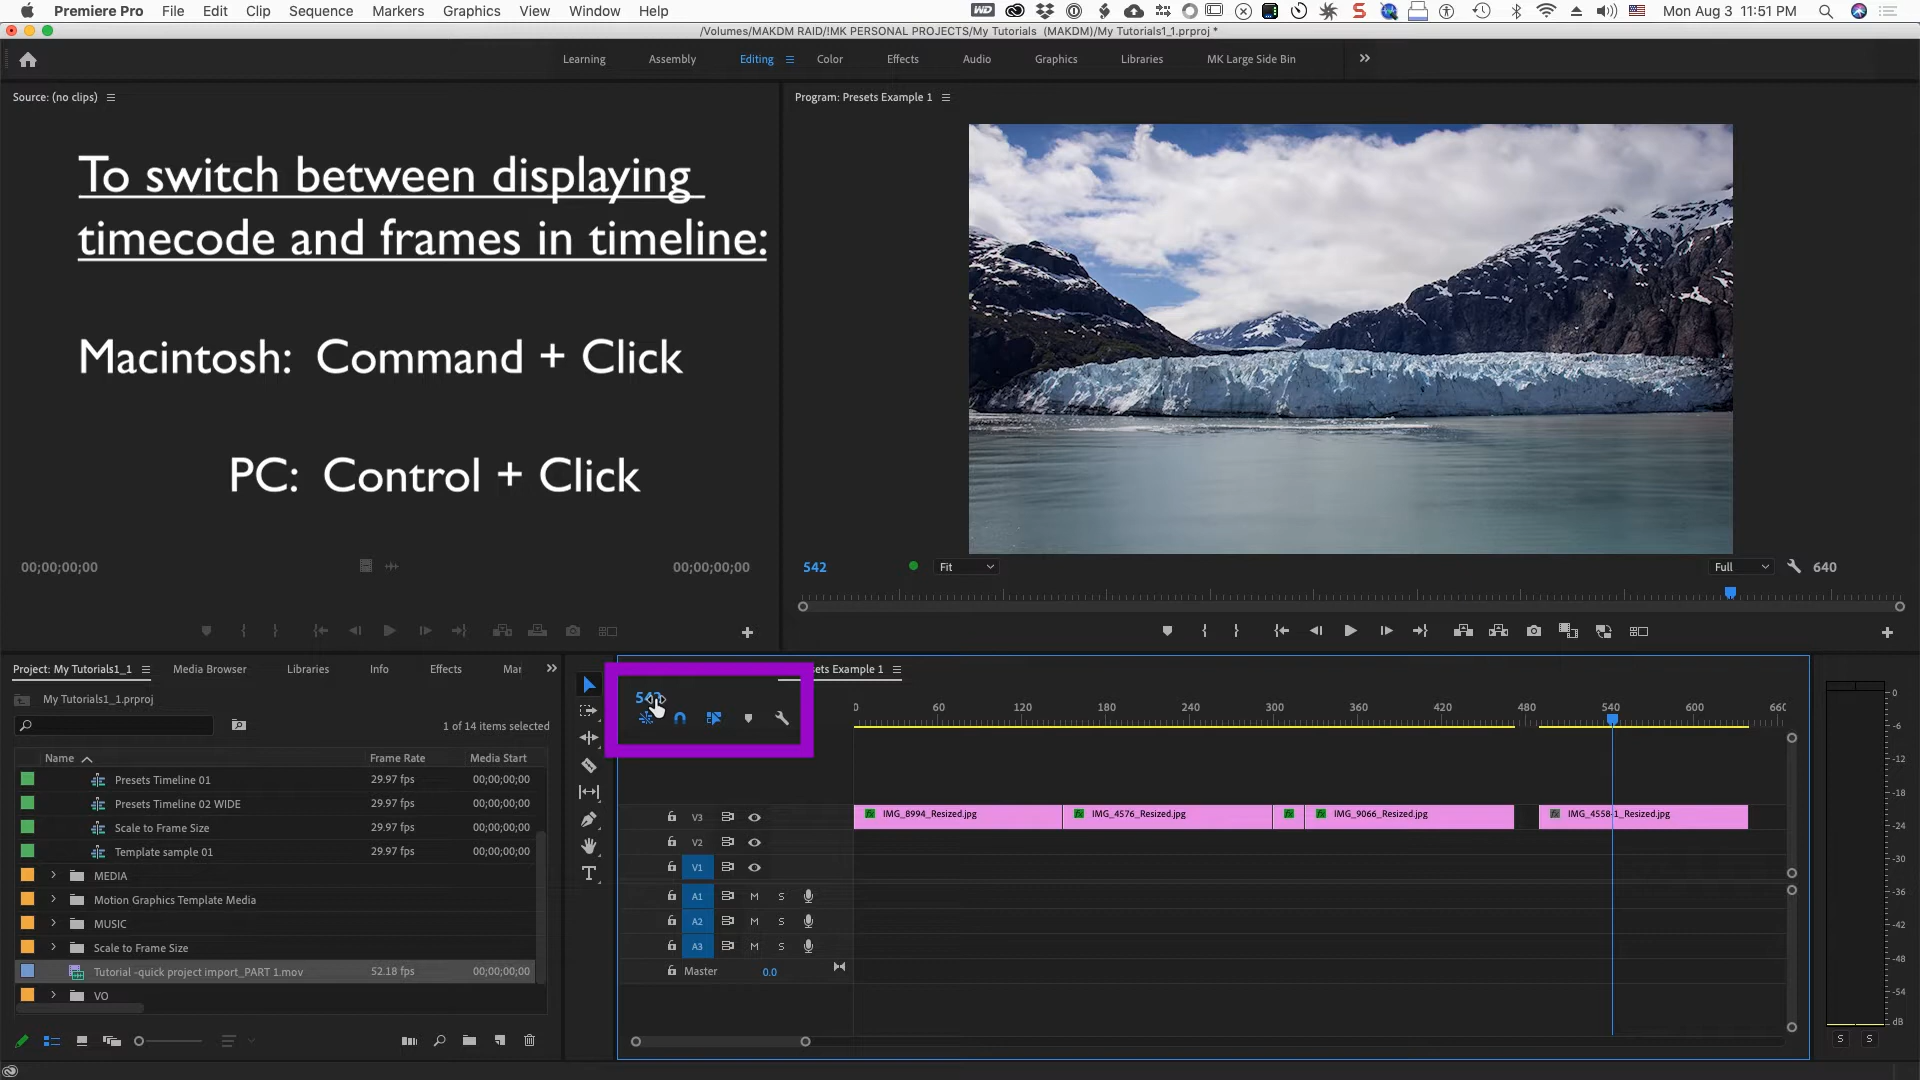 Premiere Pro File Edit Clip Sequence Markers Graphics View Window Help Mon Aug 3 11:51 PM
/Volumes/MAKDM RAID/!MK PERSONAL PROJECTS/My Tutorials (MAKDM)/My Tutorials1_1.prproj *
Learning Assembly Editing Color Effects Audio Graphics Libraries MK Large Side Bin
Source: (no clips)
Program: Presets Example 1
To switch between displaying
timecode and frames in timeline:
Macintosh: Command + Click
PC: Control + Click
00;00;00;00 00;00;00;00
542 Fit Full 640
Project: My Tutorials1_1 Media Browser Libraries Info Effects Mar
sets Example 1
My Tutorials1_1.prproj
1 of 14 items selected
Name Frame Rate Media Start
Presets Timeline 01 29.97 fps 00;00;00;00
Presets Timeline 02 WIDE 29.97 fps 00;00;00;00
Scale to Frame Size 29.97 fps 00;00;00;00
Template sample 01 29.97 fps 00;00;00;00
MEDIA
Motion Graphics Template Media
MUSIC
Scale to Frame Size
Tutorial -quick project import_PART 1.mov 52.18 fps 00;00;00;00
VO
0 60 120 180 240 300 360 420 480 540 600 660
V3 IMG_8994_Resized.jpg IMG_4576_Resized.jpg IMG_9066_Resized.jpg IMG_4558-1_Resized.jpg
V2
V1
A1 M S
A2 M S
A3 M S
Master 0.0
0
-6
-12
-18
-24
-30
-36
-42
-48
-54
dB
S S